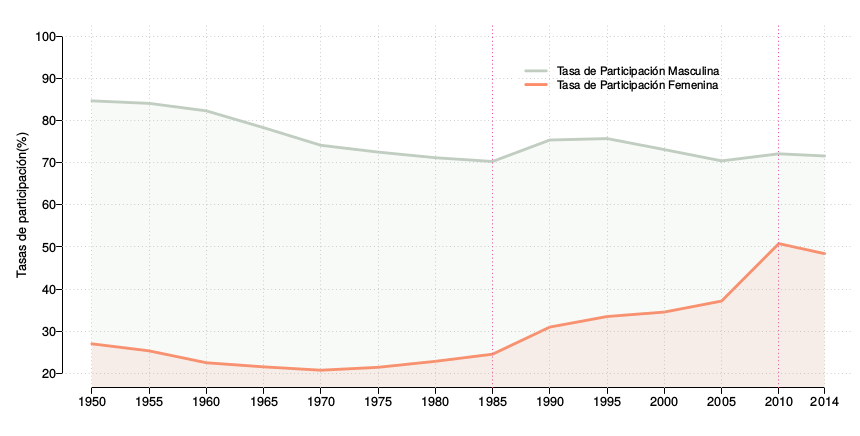 100
90
80
70
60
50
40
30
20
Tasas de participación(%)
Tasa de Participación Masculina
Tasa de Participación Femenina
1950 1955 1960 1965 1970 1975 1980 1985 1990 1995 2000 2005 2010 2014